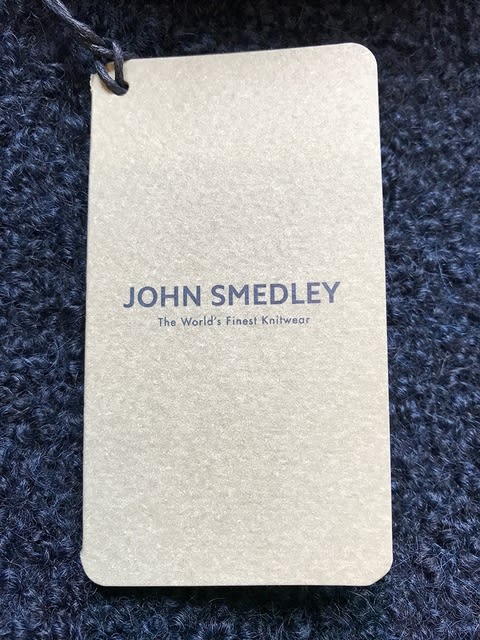 JOHN SMEDLEY
The World's Finest Knitwear